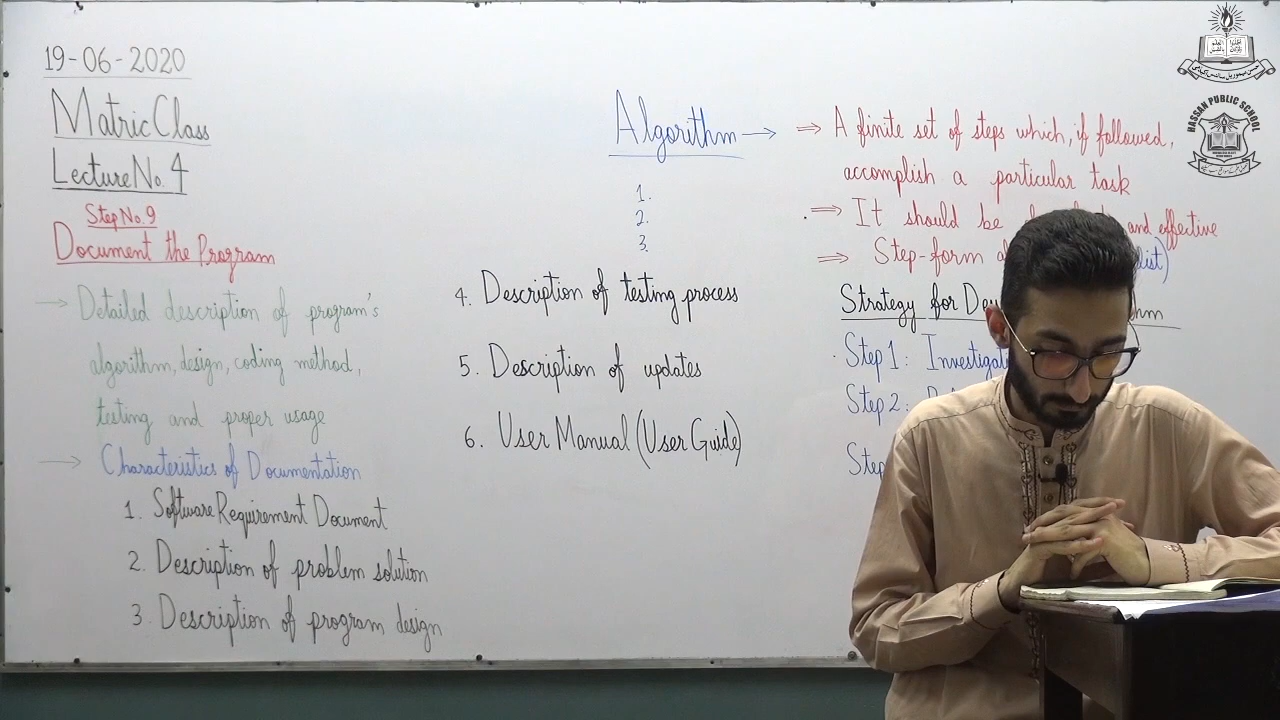 19-06-2020
Matric Class
Lecture No. 4
Step No. 9
Document the Program
→ Detailed description of program's
algorithm, design, coding method,
testing and proper usage
→ Characteristics of Documentation
1. Software Requirement Document
2. Description of problem solution
3. Description of program design
4. Description of testing process
5. Description of updates
6. User Manual (User Guide)
Algorithm →
1.
2.
3.
⇒ A finite set of steps which, if followed,
accomplish a particular task
⇒ It should be and effective
⇒ Step-form list)
Strategy for
Step 1:
Step 2:
Step
HASSAN PUBLIC SCHOOL